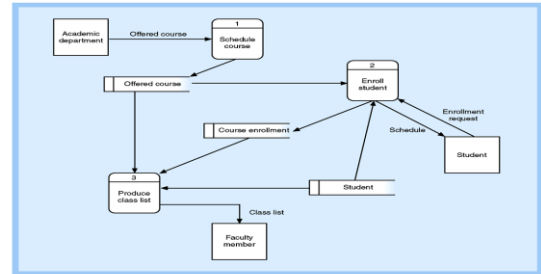 Academic
department
Offered course
1
Schedule
course
2
Enroll
student
Offered course
Enrollment
request
Course enrollment
Schedule
Student
3
Produce
class list
Student
Class list
Faculty
member